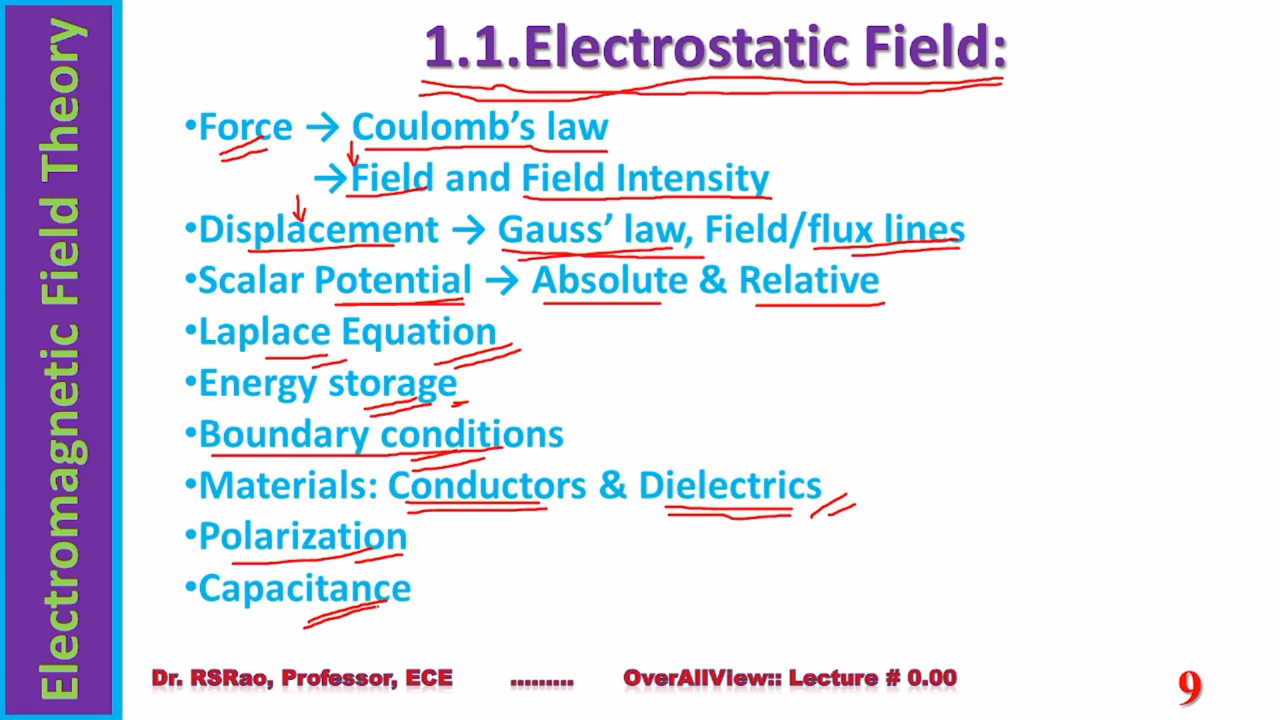 Electromagnetic Field Theory
1.1.Electrostatic Field:
•Force → Coulomb’s law
→Field and Field Intensity
•Displacement → Gauss’ law, Field/flux lines
•Scalar Potential → Absolute & Relative
•Laplace Equation
•Energy storage
•Boundary conditions
•Materials: Conductors & Dielectrics
•Polarization
•Capacitance
Dr. RSRao, Professor, ECE ......... OverAllView:: Lecture # 0.00
9